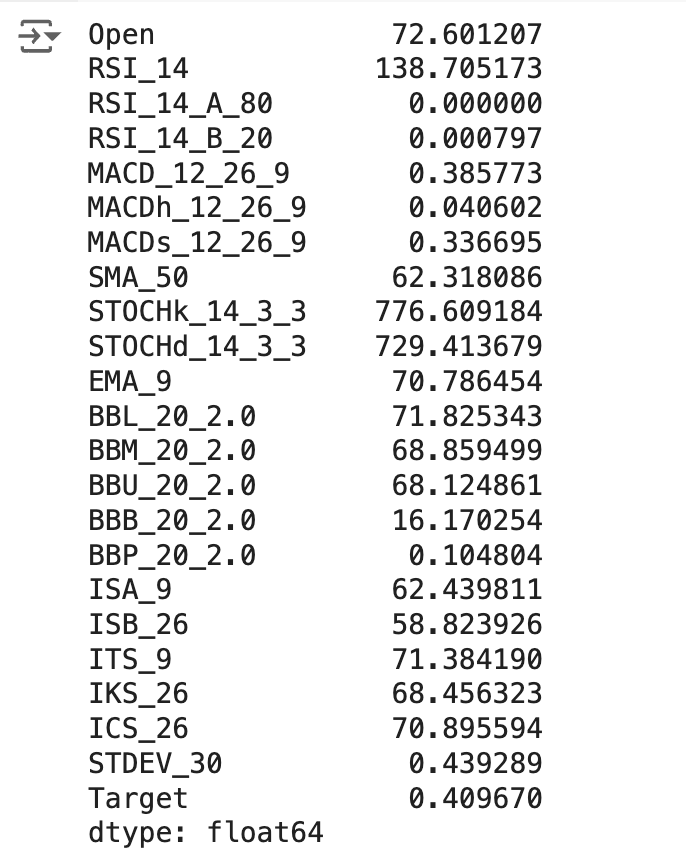 Open 72.601207
RSI_14 138.705173
RSI_14_A_80 0.000000
RSI_14_B_20 0.000797
MACD_12_26_9 0.385773
MACDh_12_26_9 0.040602
MACDs_12_26_9 0.336695
SMA_50 62.318086
STOCHk_14_3_3 776.609184
STOCHd_14_3_3 729.413679
EMA_9 70.786454
BBL_20_2.0 71.825343
BBM_20_2.0 68.859499
BBU_20_2.0 68.124861
BBB_20_2.0 16.170254
BBP_20_2.0 0.104804
ISA_9 62.439811
ISB_26 58.823926
ITS_9 71.384190
IKS_26 68.456323
ICS_26 70.895594
STDEV_30 0.439289
Target 0.409670
dtype: float64